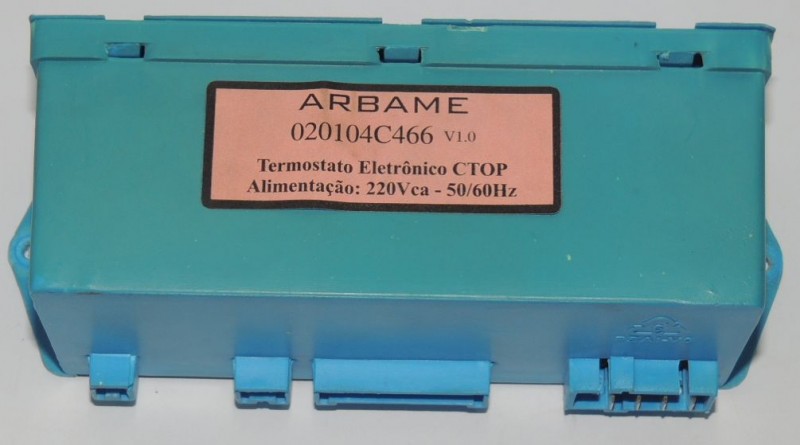 ARBAME
020104C466 V1.0
Termostato Eletrônico CTOP
Alimentação: 220Vca - 50/60Hz